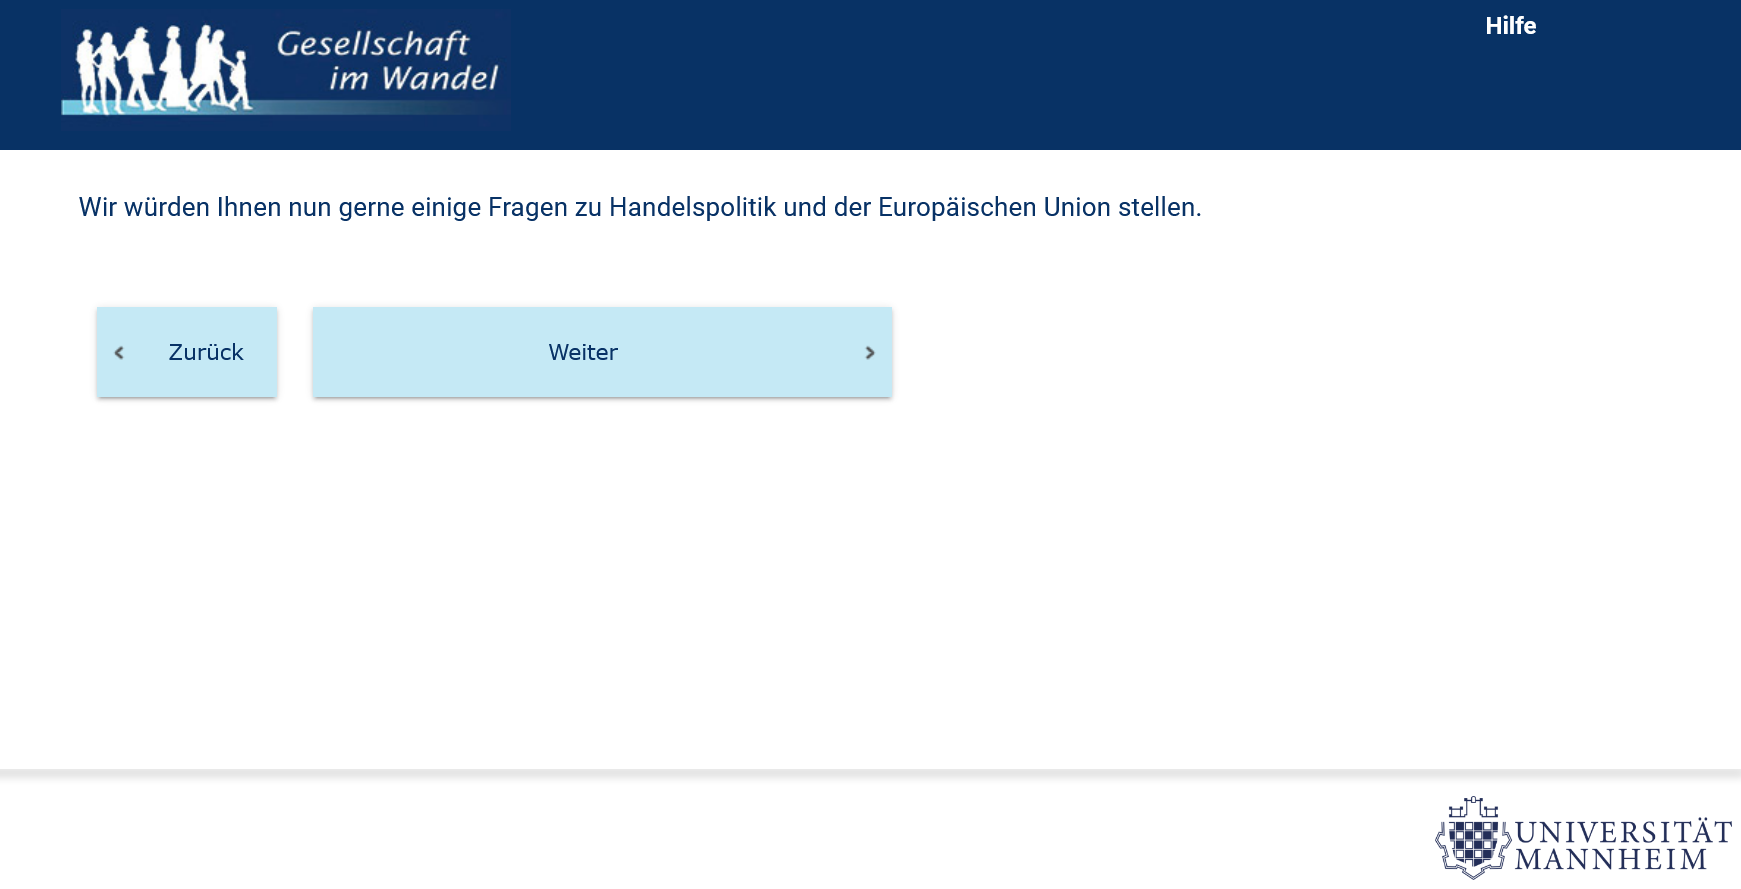 Gesellschaft
im Wandel
Hilfe
Wir würden Ihnen nun gerne einige Fragen zu Handelspolitik und der Europäischen Union stellen.
Zurück
Weiter
UNIVERSITÄT
MANNHEIM